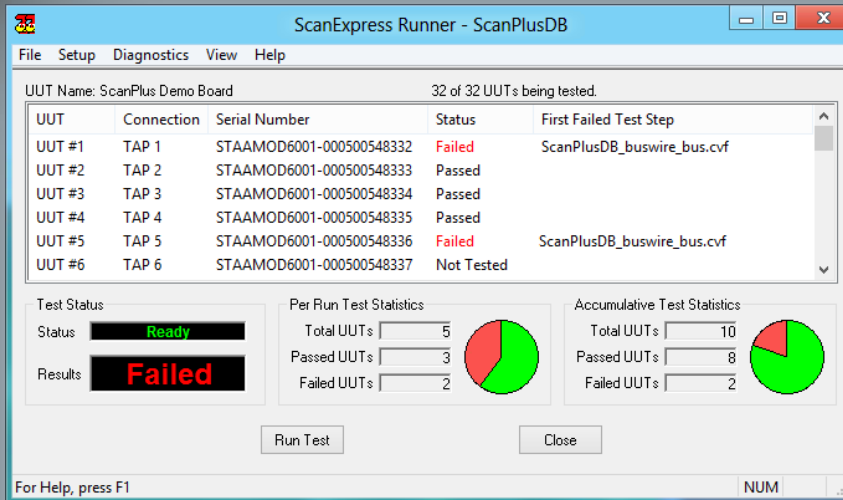 ScanExpress Runner - ScanPlusDB
File Setup Diagnostics View Help
UUT Name: ScanPlus Demo Board 32 of 32 UUTs being tested.
UUT Connection Serial Number Status First Failed Test Step
UUT #1 TAP 1 STAAMOD6001-000500548332 Failed ScanPlusDB_buswire_bus.cvf
UUT #2 TAP 2 STAAMOD6001-000500548333 Passed
UUT #3 TAP 3 STAAMOD6001-000500548334 Passed
UUT #4 TAP 4 STAAMOD6001-000500548335 Passed
UUT #5 TAP 5 STAAMOD6001-000500548336 Failed ScanPlusDB_buswire_bus.cvf
UUT #6 TAP 6 STAAMOD6001-000500548337 Not Tested
Test Status
Status Ready
Results Failed
Per Run Test Statistics
Total UUTs 5
Passed UUTs 3
Failed UUTs 2
Accumulative Test Statistics
Total UUTs 10
Passed UUTs 8
Failed UUTs 2
Run Test Close
For Help, press F1 NUM